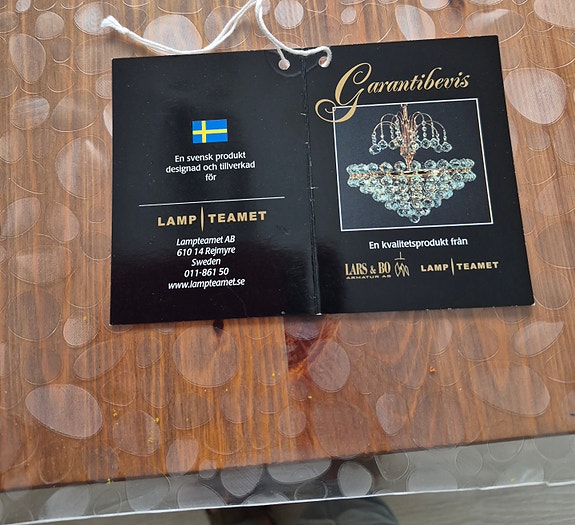 En svensk produkt
designad och tillverkad
för
LAMP|TEAMET
Lampteamet AB
610 14 Rejmyre
Sweden
011-861 50
www.lampteamet.se
Garantibevis
En kvalitetsprodukt från
LARS & BO
ARMATUR AB
LAMP|TEAMET